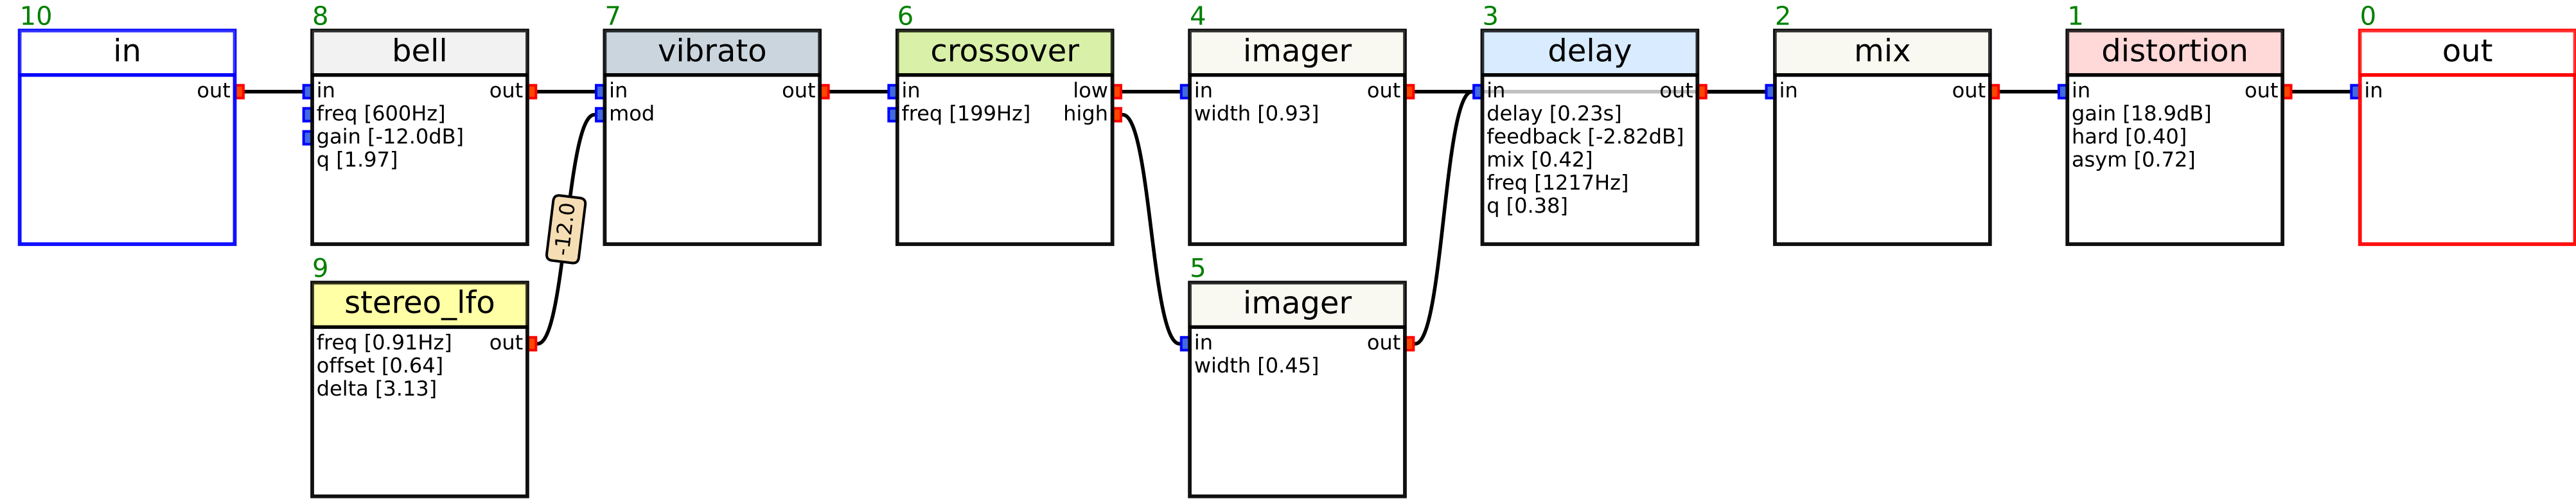 10
in
out
8
bell
in
out
freq [600Hz]
gain [-12.0dB]
q [1.97]
7
vibrato
in
out
mod
6
crossover
in
low
freq [199Hz]
high
4
imager
in
out
width [0.93]
3
delay
in
out
delay [0.23s]
feedback [-2.82dB]
mix [0.42]
freq [1217Hz]
q [0.38]
2
mix
in
out
1
distortion
in
out
gain [18.9dB]
hard [0.40]
asym [0.72]
0
out
in
-12.0
9
stereo_lfo
freq [0.91Hz]
out
offset [0.64]
delta [3.13]
5
imager
in
out
width [0.45]